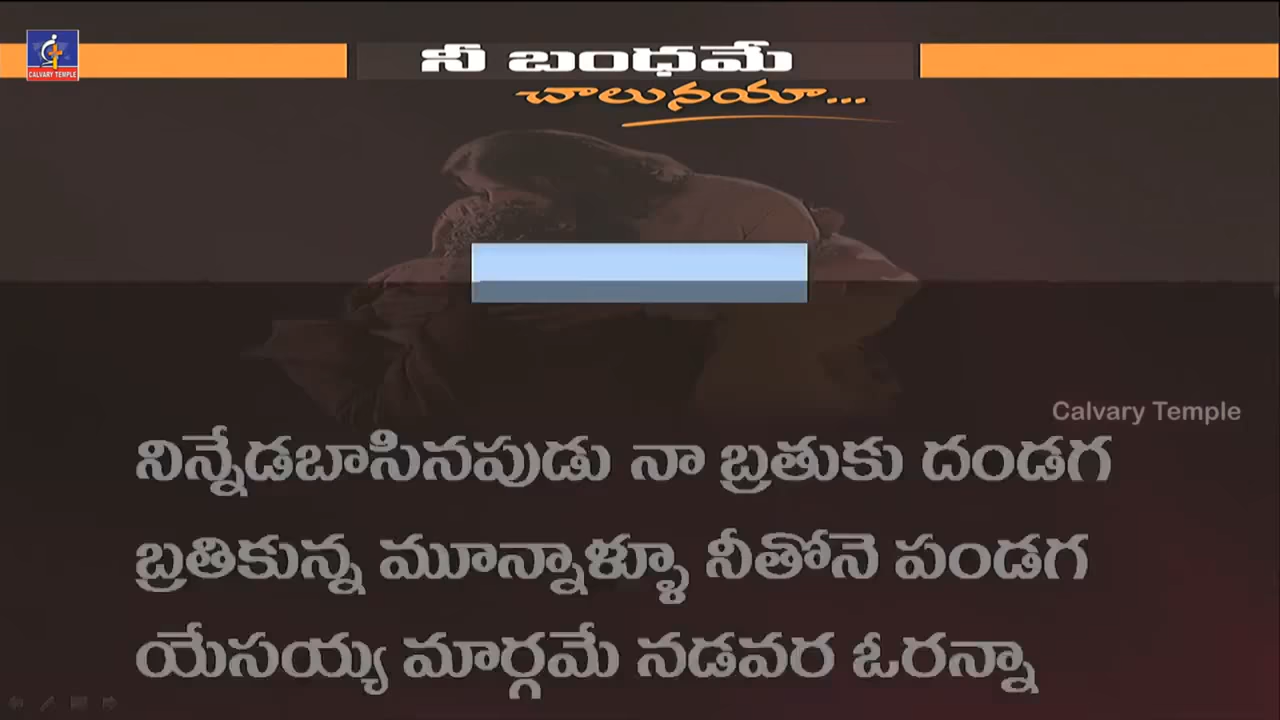 CALVARY TEMPLE
నీ బంధమే
చాలునయా...
Calvary Temple
నిన్నేడబాసినపుడు నా బ్రతుకు దండగ
బ్రతికున్న మూన్నాళ్ళూ నీతోనె పండగ
యేసయ్య మార్గమే నడవర ఓరన్నా